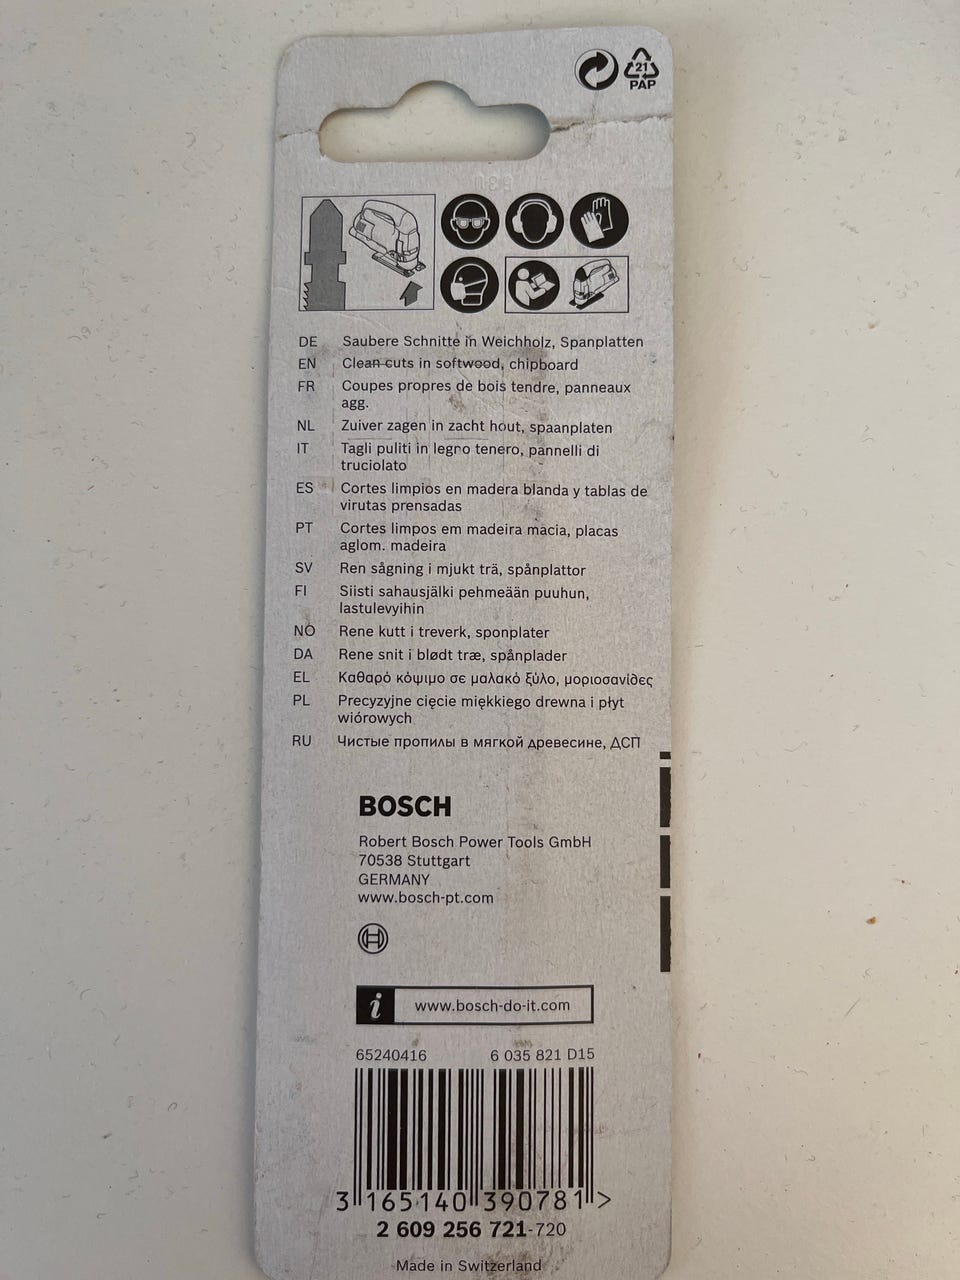 21
PAP
DE Saubere Schnitte in Weichholz, Spanplatten
EN Clean cuts in softwood, chipboard
FR Coupes propres de bois tendre, panneaux
agg.
NL Zuiver zagen in zacht hout, spaanplaten
IT Tagli puliti in legno tenero, pannelli di
truciolato
ES Cortes limpios en madera blanda y tablas de
virutas prensadas
PT Cortes limpos em madeira macia, placas
aglom. madeira
SV Ren sågning i mjukt trä, spånplattor
FI Siisti sahausjälki pehmeään puuhun,
lastulevyihin
NO Rene kutt i treverk, sponplater
DA Rene snit i blødt træ, spånplader
EL Καθαρό κόψιμο σε μαλακό ξύλο, μοριοσανίδες
PL Precyzyjne cięcie miękkiego drewna i płyt
wiórowych
RU Чистые пропилы в мягкой древесине, ДСП
BOSCH
Robert Bosch Power Tools GmbH
70538 Stuttgart
GERMANY
www.bosch-pt.com
i www.bosch-do-it.com
65240416 6 035 821 D15
3 165140 390781 >
2 609 256 721-720
Made in Switzerland